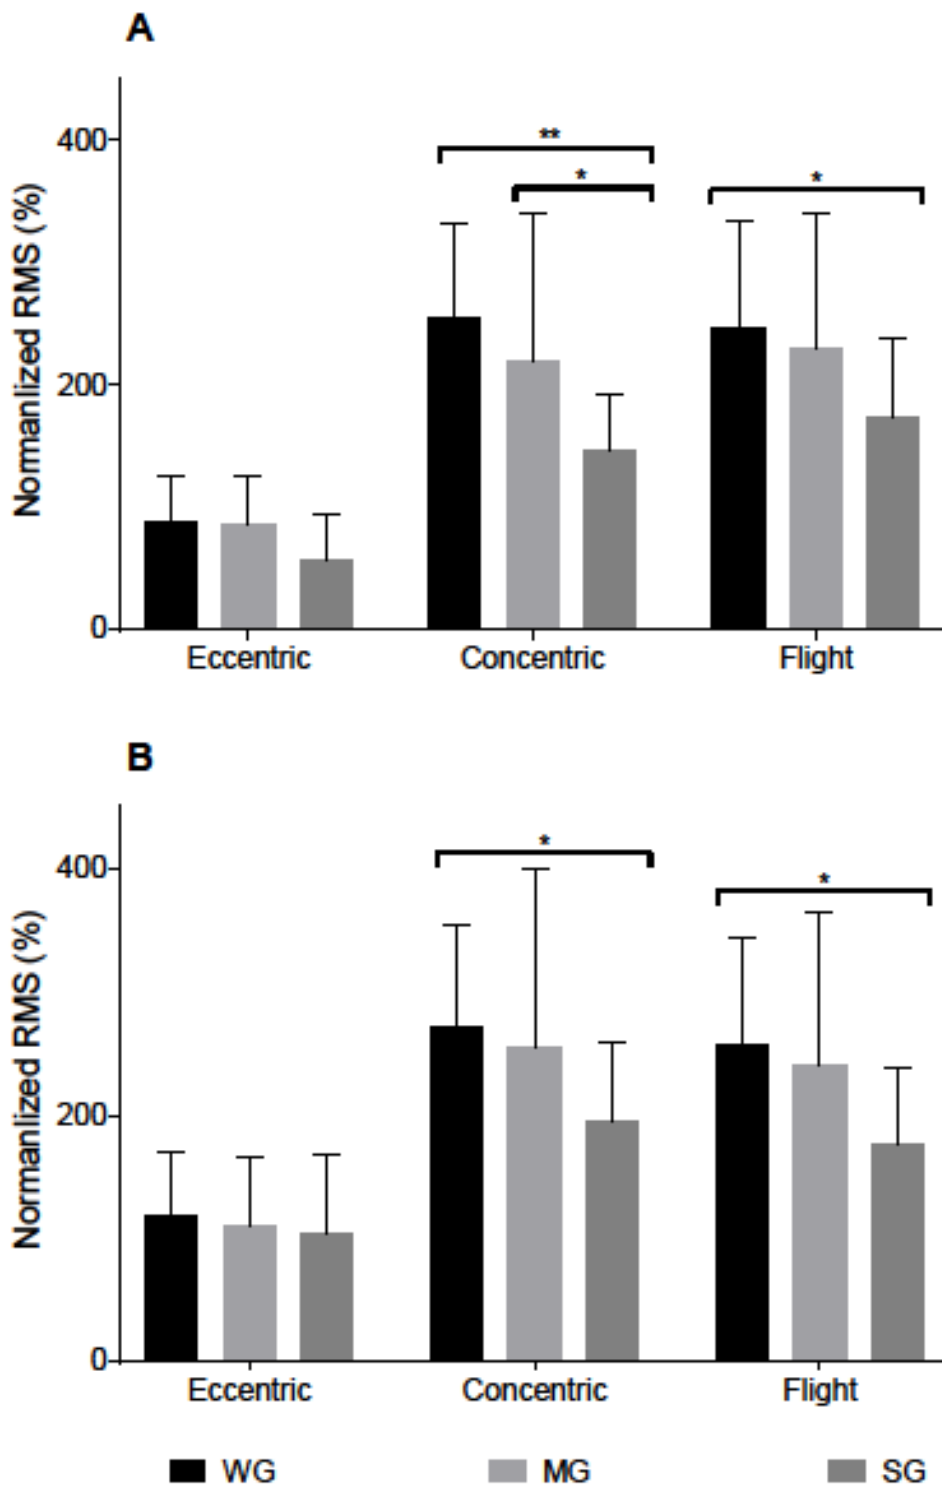 A
Normanlized RMS (%)
400
200
0
**
*
*
Eccentric Concentric Flight
B
Normanlized RMS (%)
400
200
0
*
*
Eccentric Concentric Flight
WG MG SG